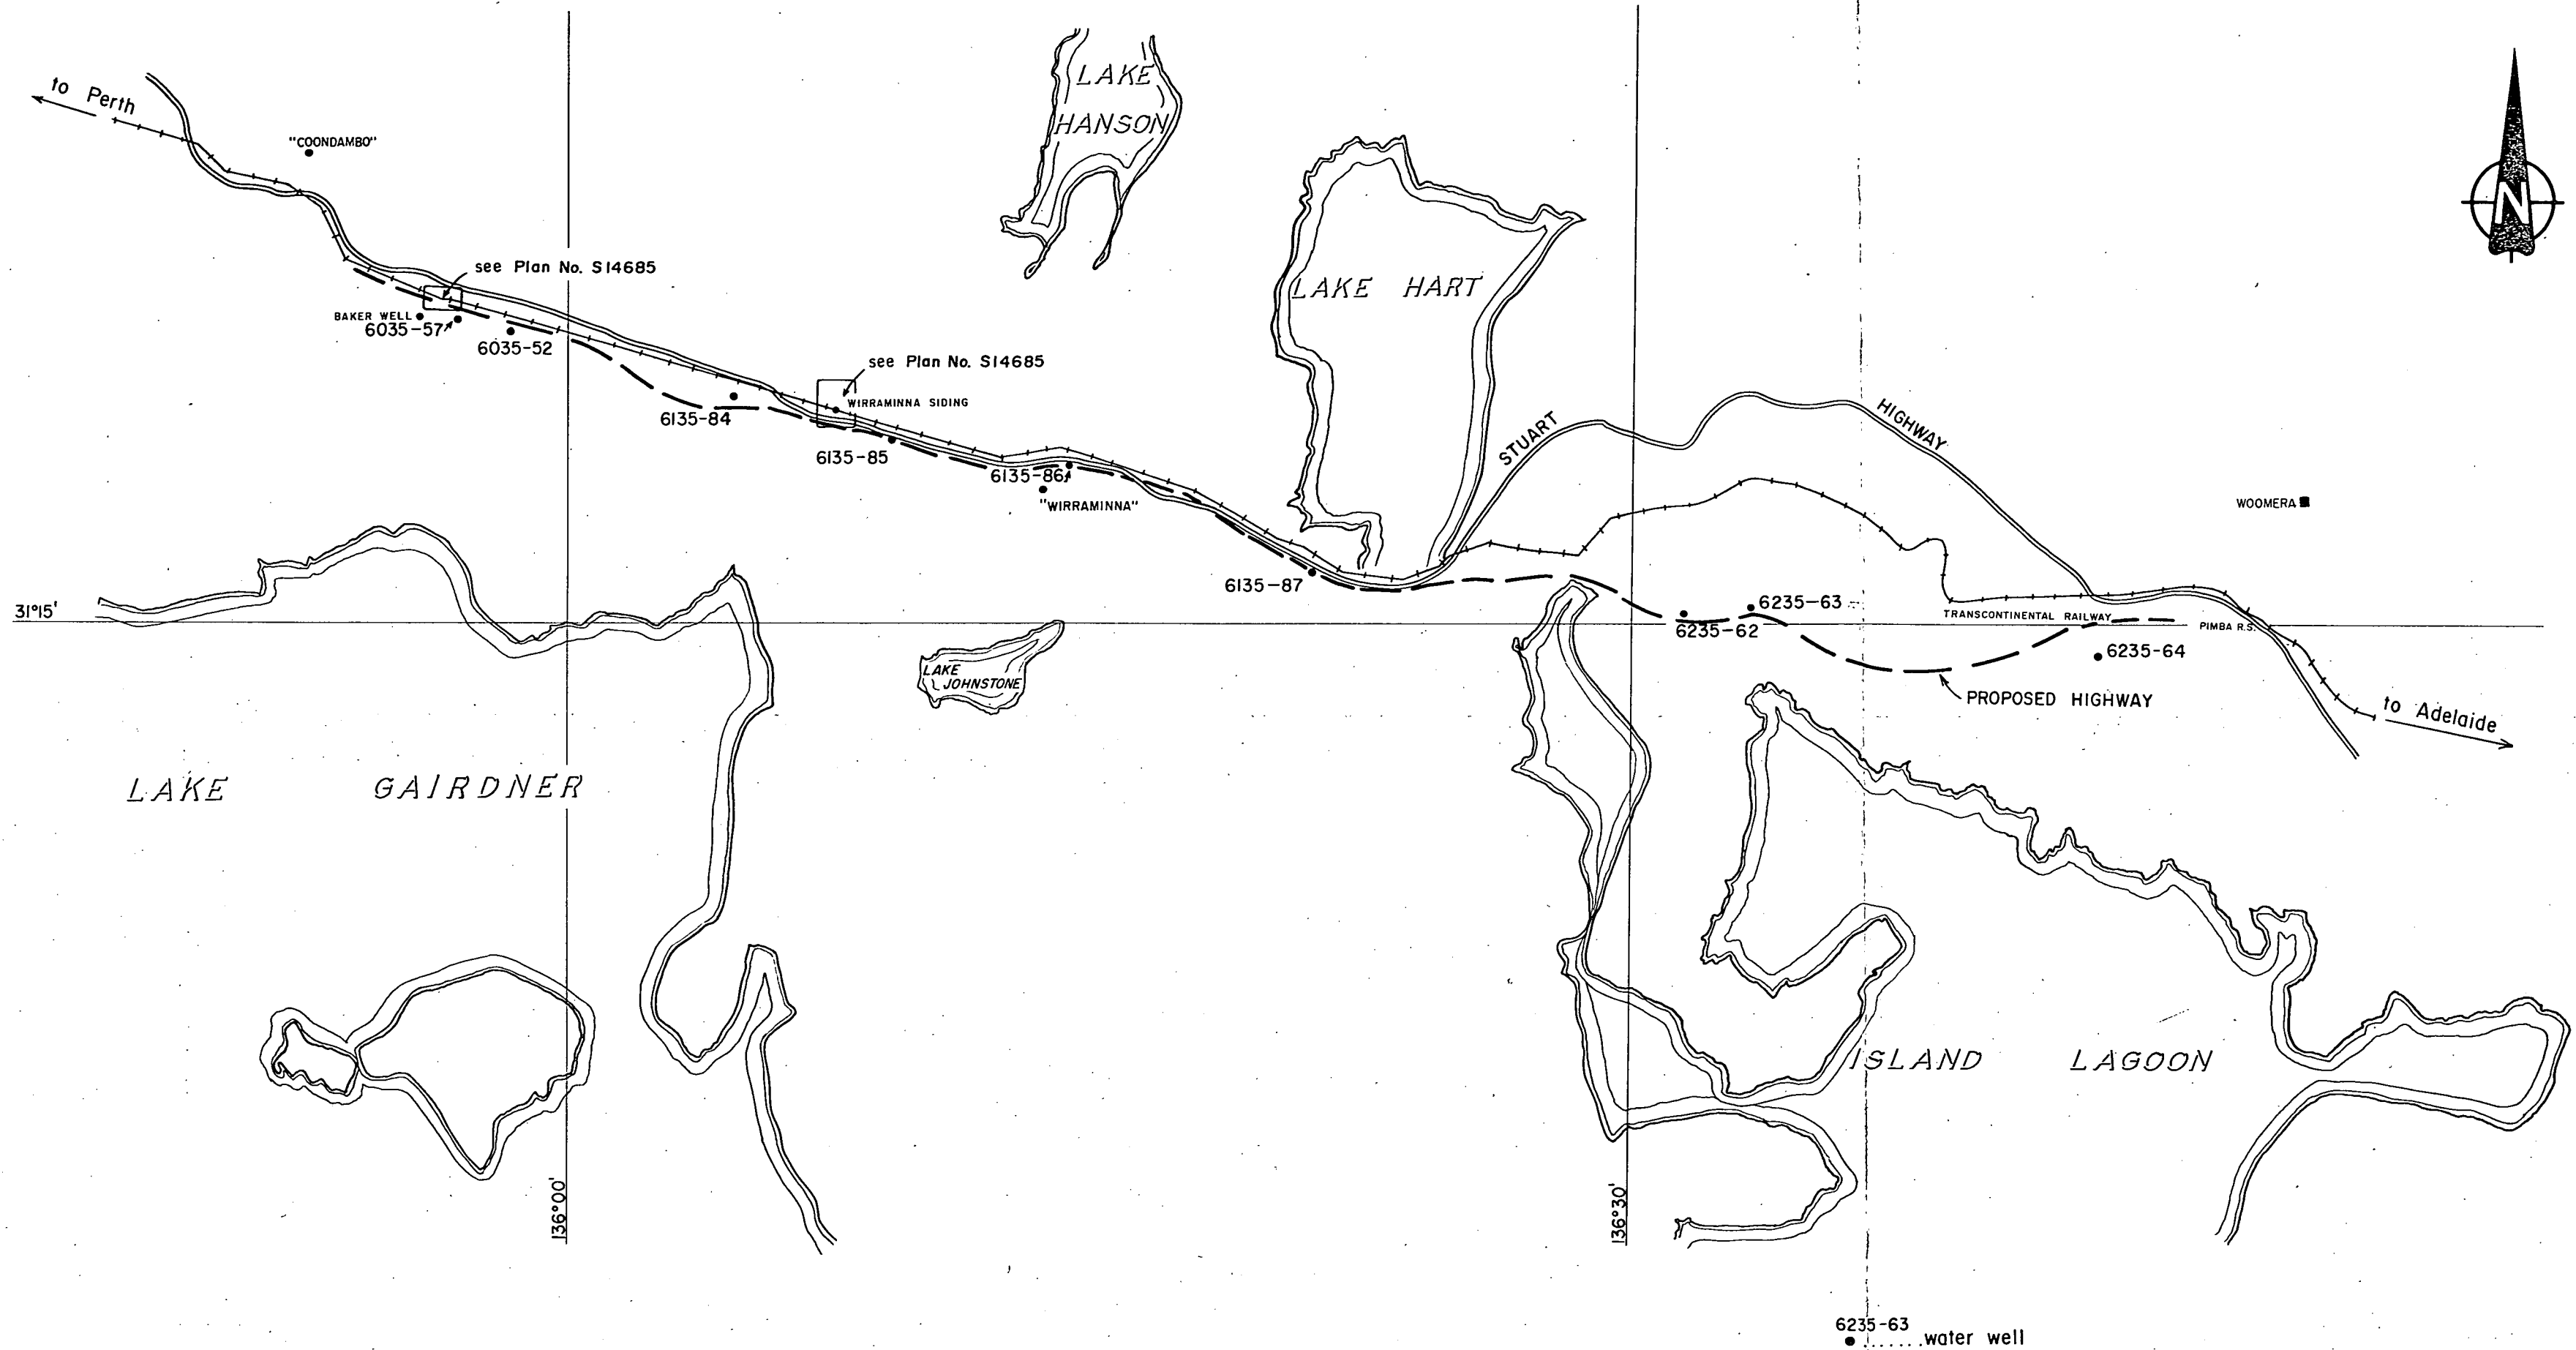 LAKE
HANSON
to Perth
"COONDAMBO"
N
see Plan No. S14685
LAKE HART
BAKER WELL
6035-57
6035-52
see Plan No. S14685
WIRRAMINNA SIDING
6135-84
6135-85
6135-86
"WIRRAMINNA"
STUART HIGHWAY
WOOMERA
6135-87
31°15'
6235-63
6235-62
TRANSCONTINENTAL RAILWAY
PIMBA R.S.
6235-64
LAKE
JOHNSTONE
PROPOSED HIGHWAY
to Adelaide
LAKE GAIRDNER
ISLAND LAGOON
136°00'
136°30'
6235-63
.......water well